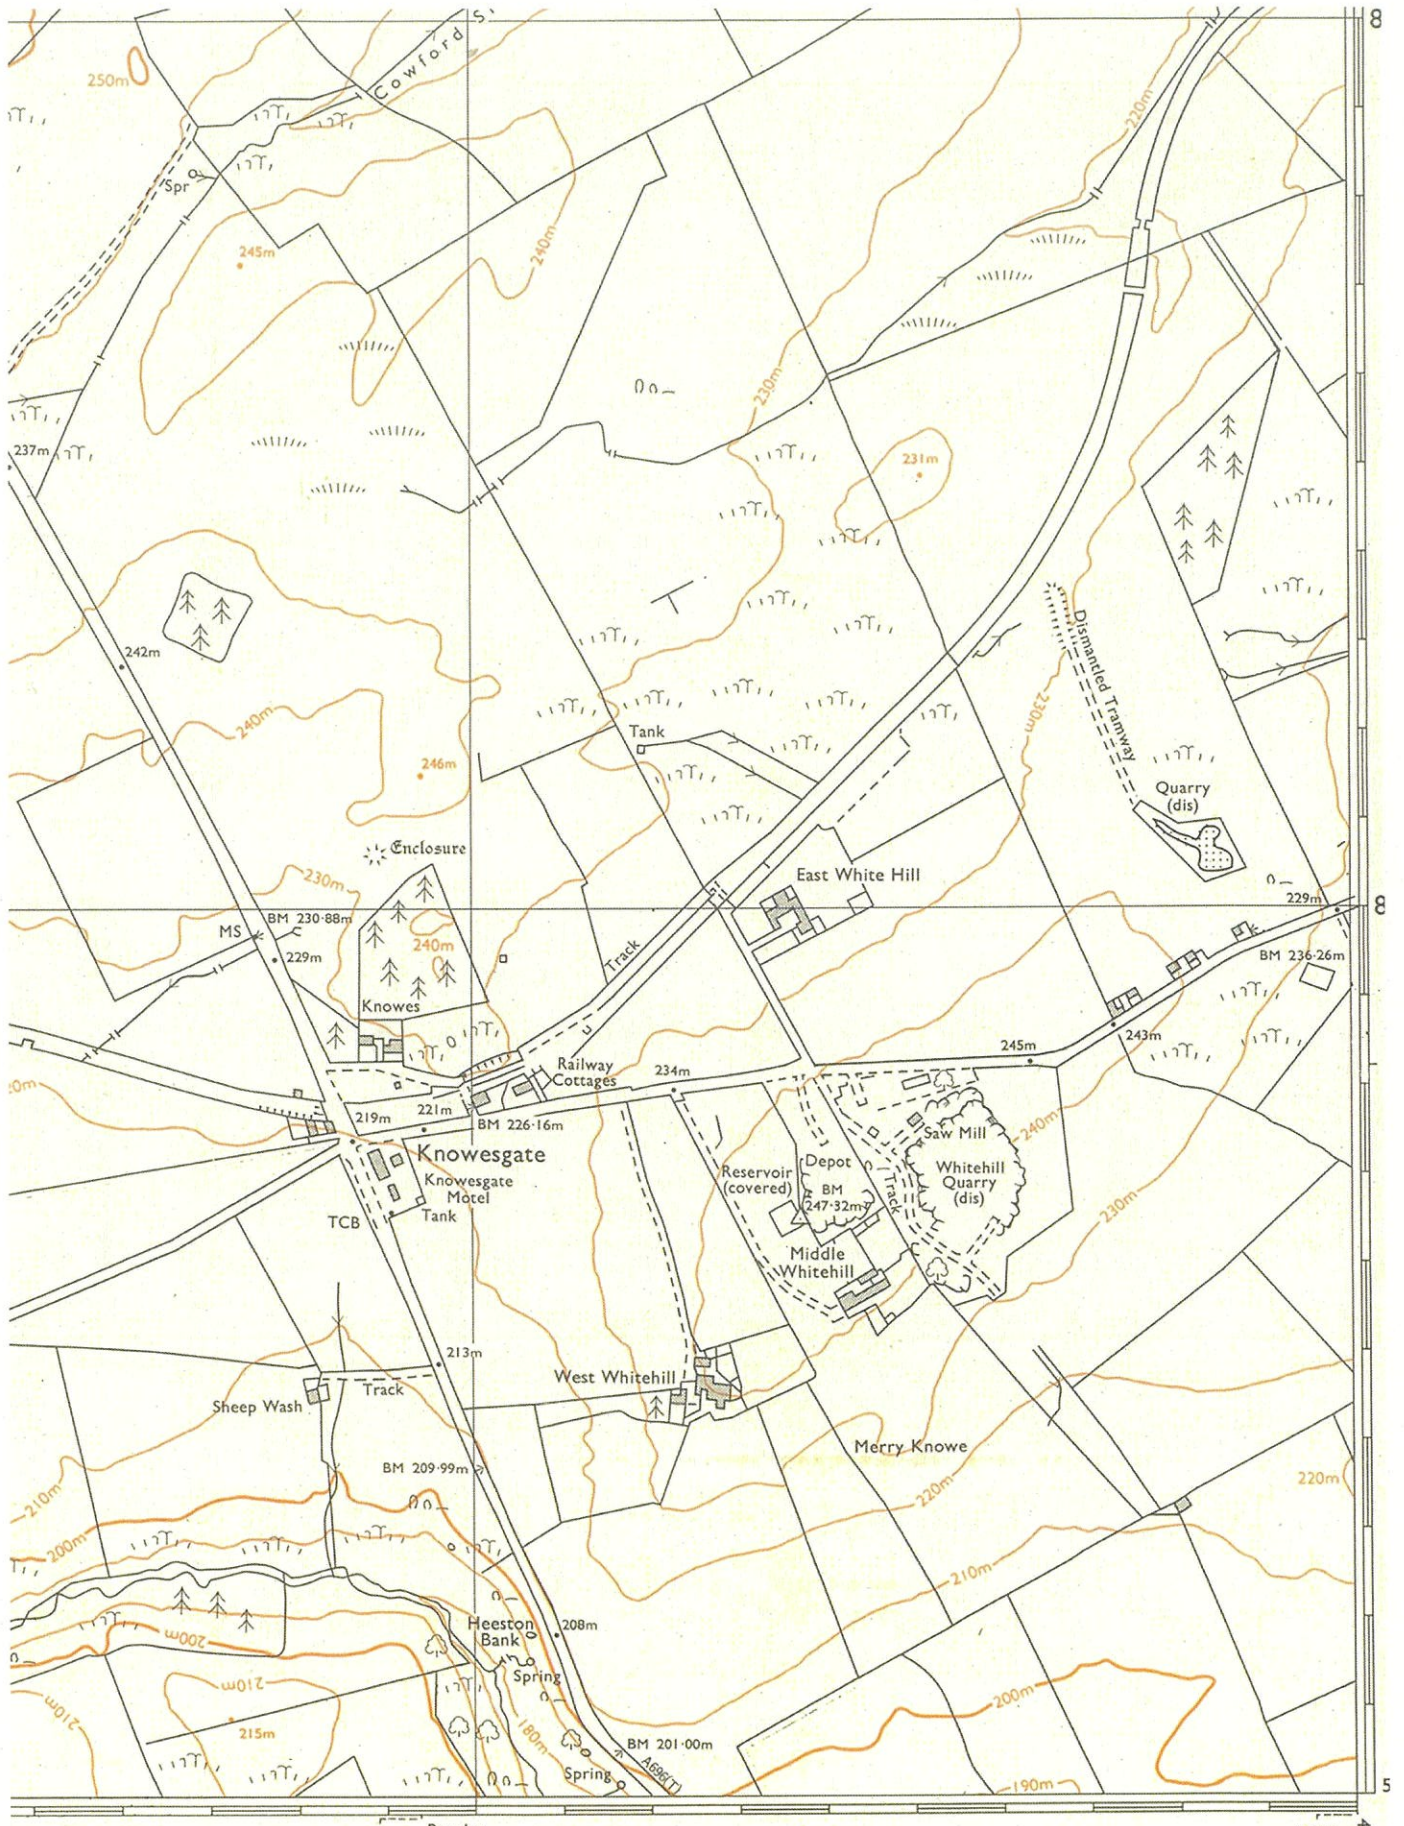 8
Cowford
250m
220m
Spr
245m
240m
230m
237m
231m
242m
Dismantled Tramway
240m
230m
Tank
246m
Quarry
(dis)
Enclosure
230m
East White Hill
229m
8
BM 230·88m
MS
240m
229m
Track
BM 236·26m
Knowes
243m
245m
Railway
Cottages
234m
219m
221m
BM 226·16m
Saw Mill
240m
Knowesgate
Depot
Whitehill
Quarry
(dis)
Reservoir
(covered)
BM
247·32m
Track
Knowesgate
Motel
Tank
TCB
230m
Middle
Whitehill
213m
West Whitehill
Track
Sheep Wash
Merry Knowe
BM 209·99m
220m
220m
210m
200m
210m
Heeston
Bank
208m
200m
Spring
210m
210m
200m
215m
180m
BM 201·00m
A696(T)
Spring
190m
5